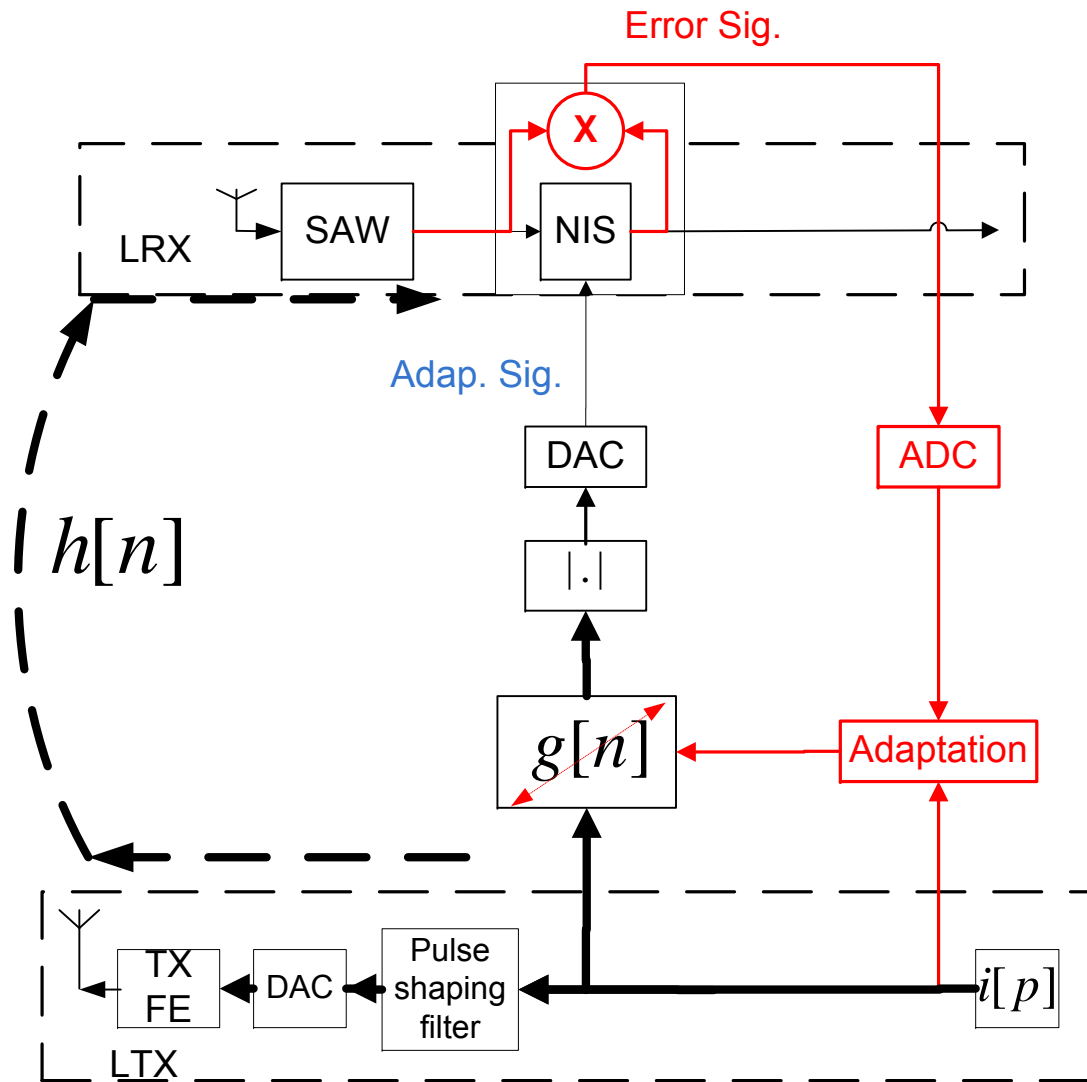 Error Sig.
X
LRX
SAW
NIS
Adap. Sig.
DAC
ADC
|.|
h[n]
g[n]
Adaptation
TX
FE
DAC
Pulse
shaping
filter
i[p]
LTX